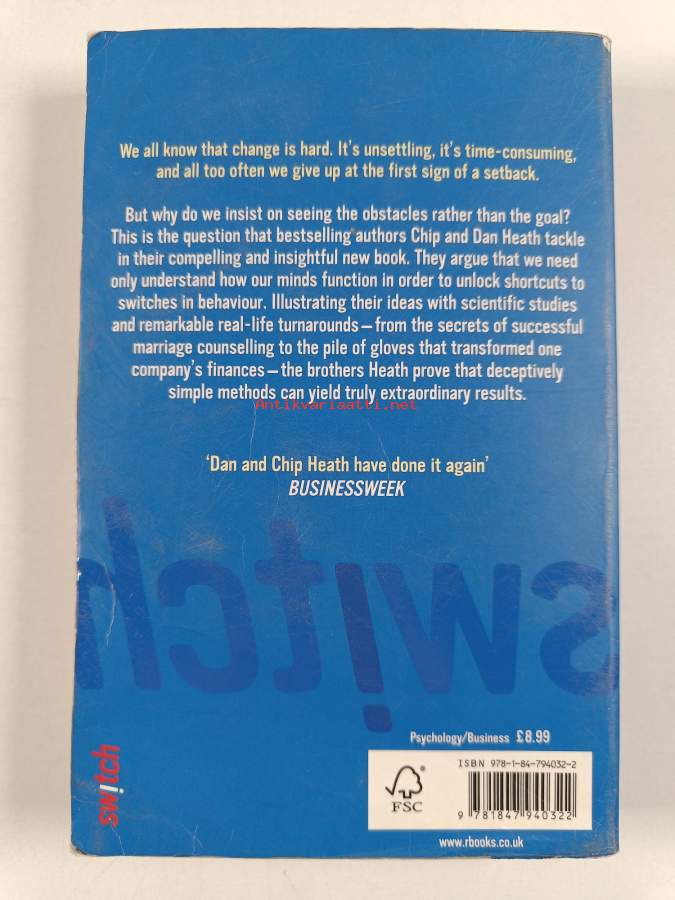 We all know that change is hard. It's unsettling, it's time-consuming,
and all too often we give up at the first sign of a setback.
But why do we insist on seeing the obstacles rather than the goal?
This is the question that bestselling authors Chip and Dan Heath tackle
in their compelling and insightful new book. They argue that we need
only understand how our minds function in order to unlock shortcuts to
switches in behaviour. Illustrating their ideas with scientific studies
and remarkable real-life turnarounds – from the secrets of successful
marriage counselling to the pile of gloves that transformed one
company's finances – the brothers Heath prove that deceptively
simple methods can yield truly extraordinary results.
Antikvariaatti.net
'Dan and Chip Heath have done it again'
BUSINESSWEEK
switch
switch
Psychology/Business £8.99
ISBN 978-1-84-794032-2
FSC
9 781847 940322
www.rbooks.co.uk